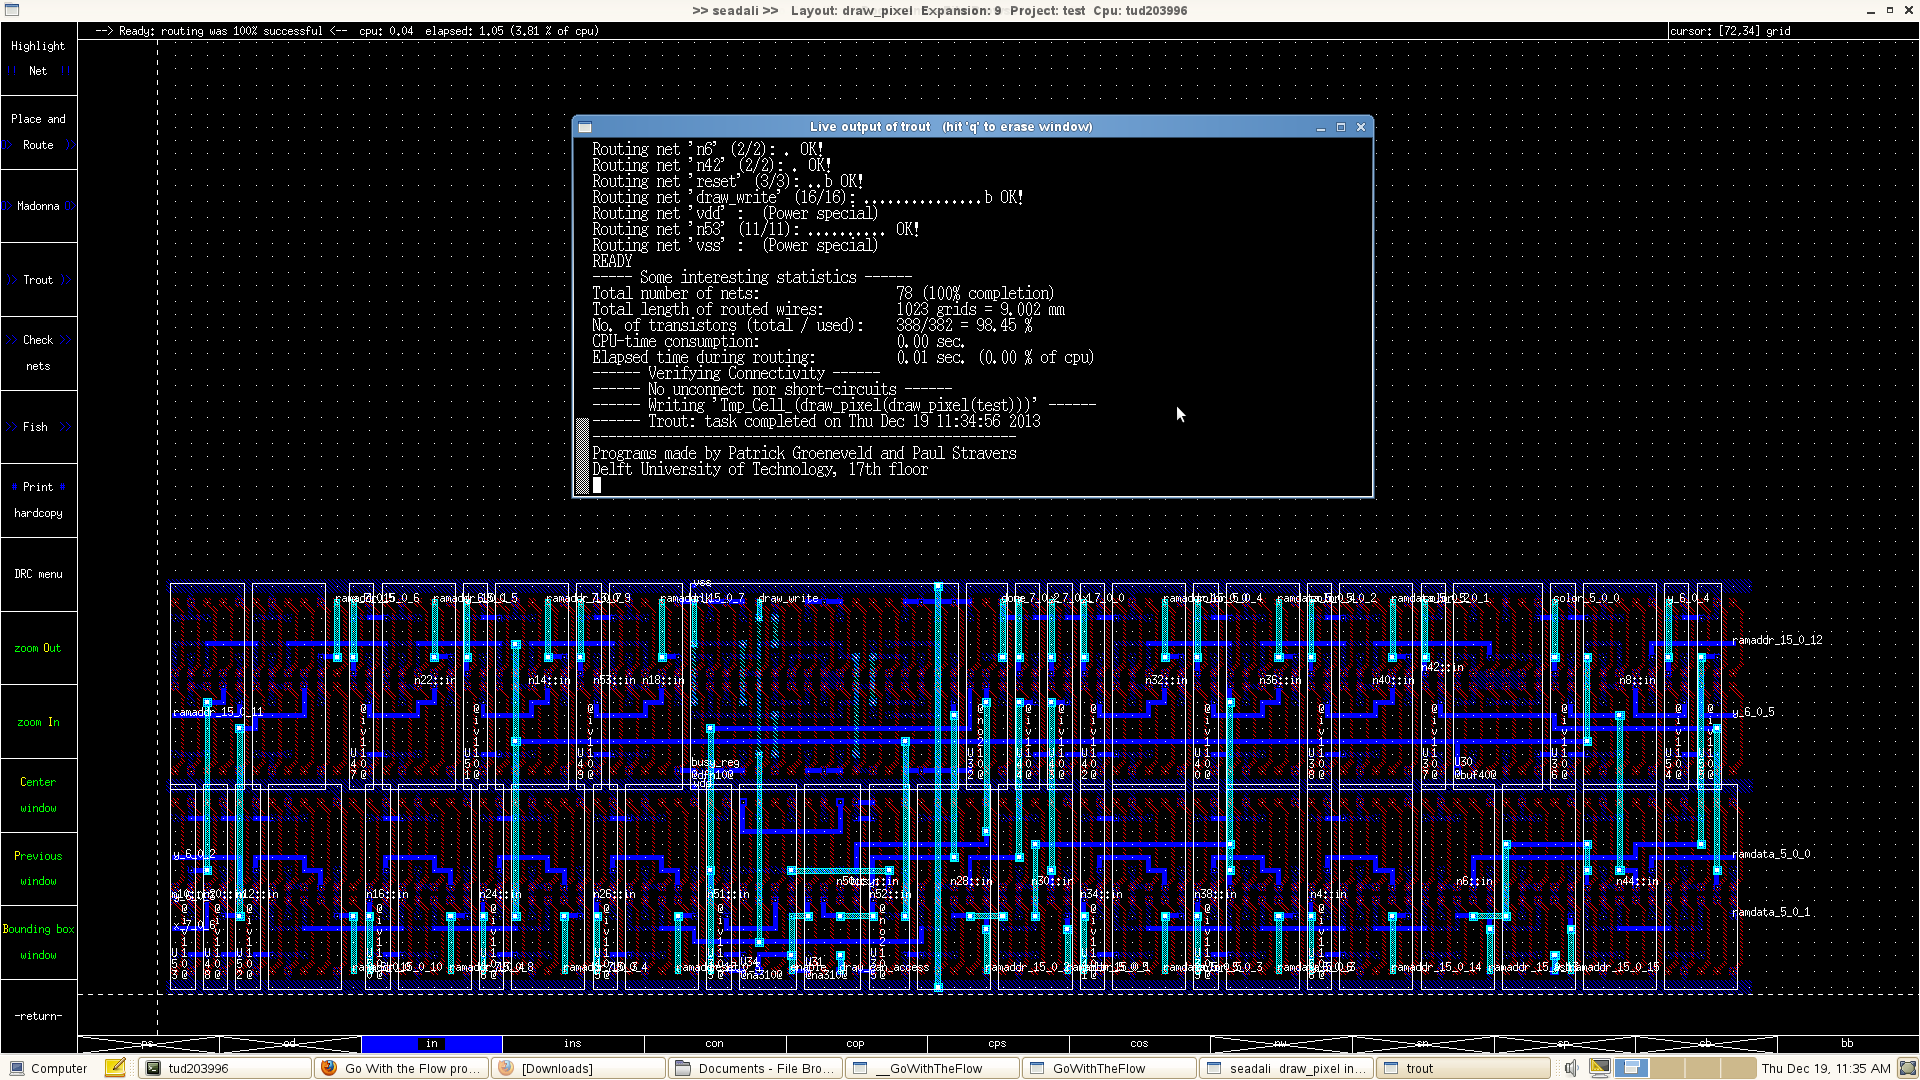 >> seadali >>   Layout: draw_pixel   Expansion: 9   Project: test   Cpu: tud203996
--> Ready: routing was 100% successful <--  cpu: 0.04  elapsed: 1.05 (3.81 % of cpu)
cursor: [72,34] grid
Highlight
Net
Place and
Route
Madonna
Trout
Check
nets
Fish
Print
hardcopy
DRC menu
zoom Out
zoom In
Center
window
Previous
window
Bounding box
window
-return-
Live output of trout   (hit 'q' to erase window)
Routing net 'n6' (2/2): . OK!
Routing net 'n42' (2/2): . OK!
Routing net 'reset' (3/3): ..b OK!
Routing net 'draw_write' (16/16): ...............b OK!
Routing net 'vdd' :  (Power special)
Routing net 'n53' (11/11): .......... OK!
Routing net 'vss' :  (Power special)
READY
----- Some interesting statistics ------
Total number of nets:                 78 (100% completion)
Total length of routed wires:         1023 grids = 9.002 mm
No. of transistors (total / used):    388/382 = 98.45 %
CPU-time consumption:                 0.00 sec.
Elapsed time during routing:          0.01 sec. (0.00 % of cpu)
------ Verifying Connectivity ------
------ No unconnect nor short-circuits ------
------ Writing 'Tmp_Cell_(draw_pixel(draw_pixel(test)))' ------
------ Trout: task completed on Thu Dec 19 11:34:56 2013
-----------------------------------------------------
Programs made by Patrick Groeneveld and Paul Stravers
Delft University of Technology, 17th floor
vss
draw_write
color_5_0_0
y_6_0_4
ramaddr_15_0_12
n22::in
n14::in
n53::in
n18::in
n32::in
n36::in
n40::in
n42::in
n8::in
ramaddr_15_0_11
y_6_0_5
busy_reg
U30
buf400
y_6_0_2
ramdata_5_0_0
n16::in
n24::in
n26::in
n51::in
n52::in
n28::in
n30::in
n34::in
n38::in
n4::in
n6::in
n44::in
ramdata_5_0_1
ramaddr_15_0_14
ps
od
in
ins
con
cop
cps
cos
nw
sn
cb
bb
Computer
tud203996
Go With the Flow pro...
[Downloads]
Documents - File Bro...
__GoWithTheFlow
GoWithTheFlow
seadali  draw_pixel in...
trout
Thu Dec 19, 11:35 AM